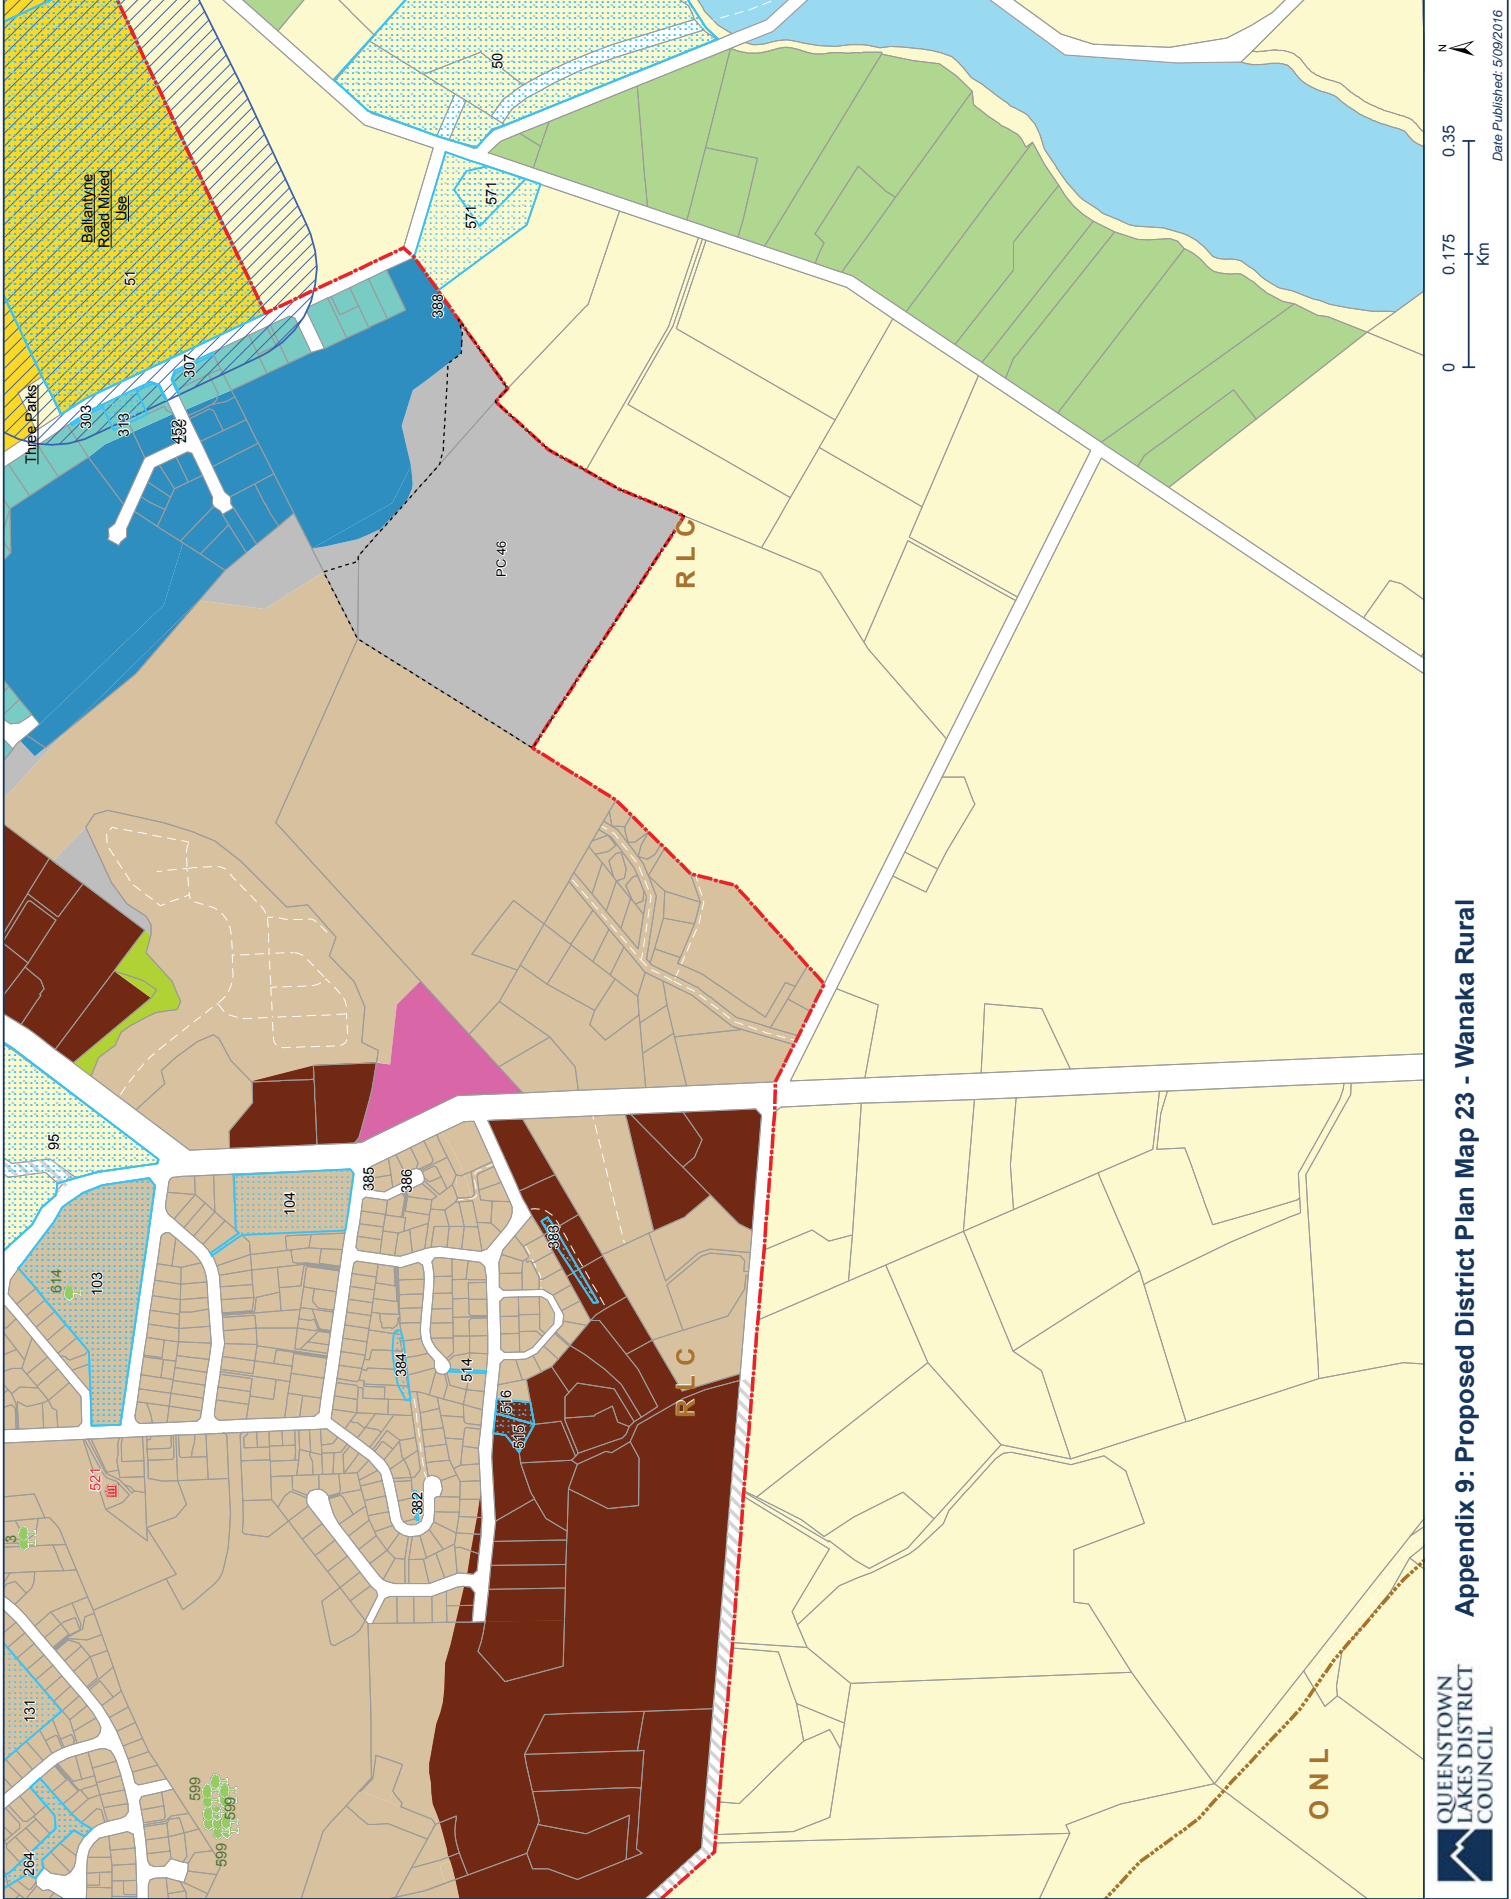 264
131
3
599
599
599
521
614
103
95
104
385
386
384
514
382
516
515
383
R L C
Three Parks
303
313
452
307
51
Ballantyne
Road Mixed
Use
388
571
571
50
PC 46
R L C
O N L
QUEENSTOWN
LAKES DISTRICT
COUNCIL
Appendix 9: Proposed District Plan Map 23 - Wanaka Rural
0 0.175 0.35
Km
N
Date Published: 5/09/2016